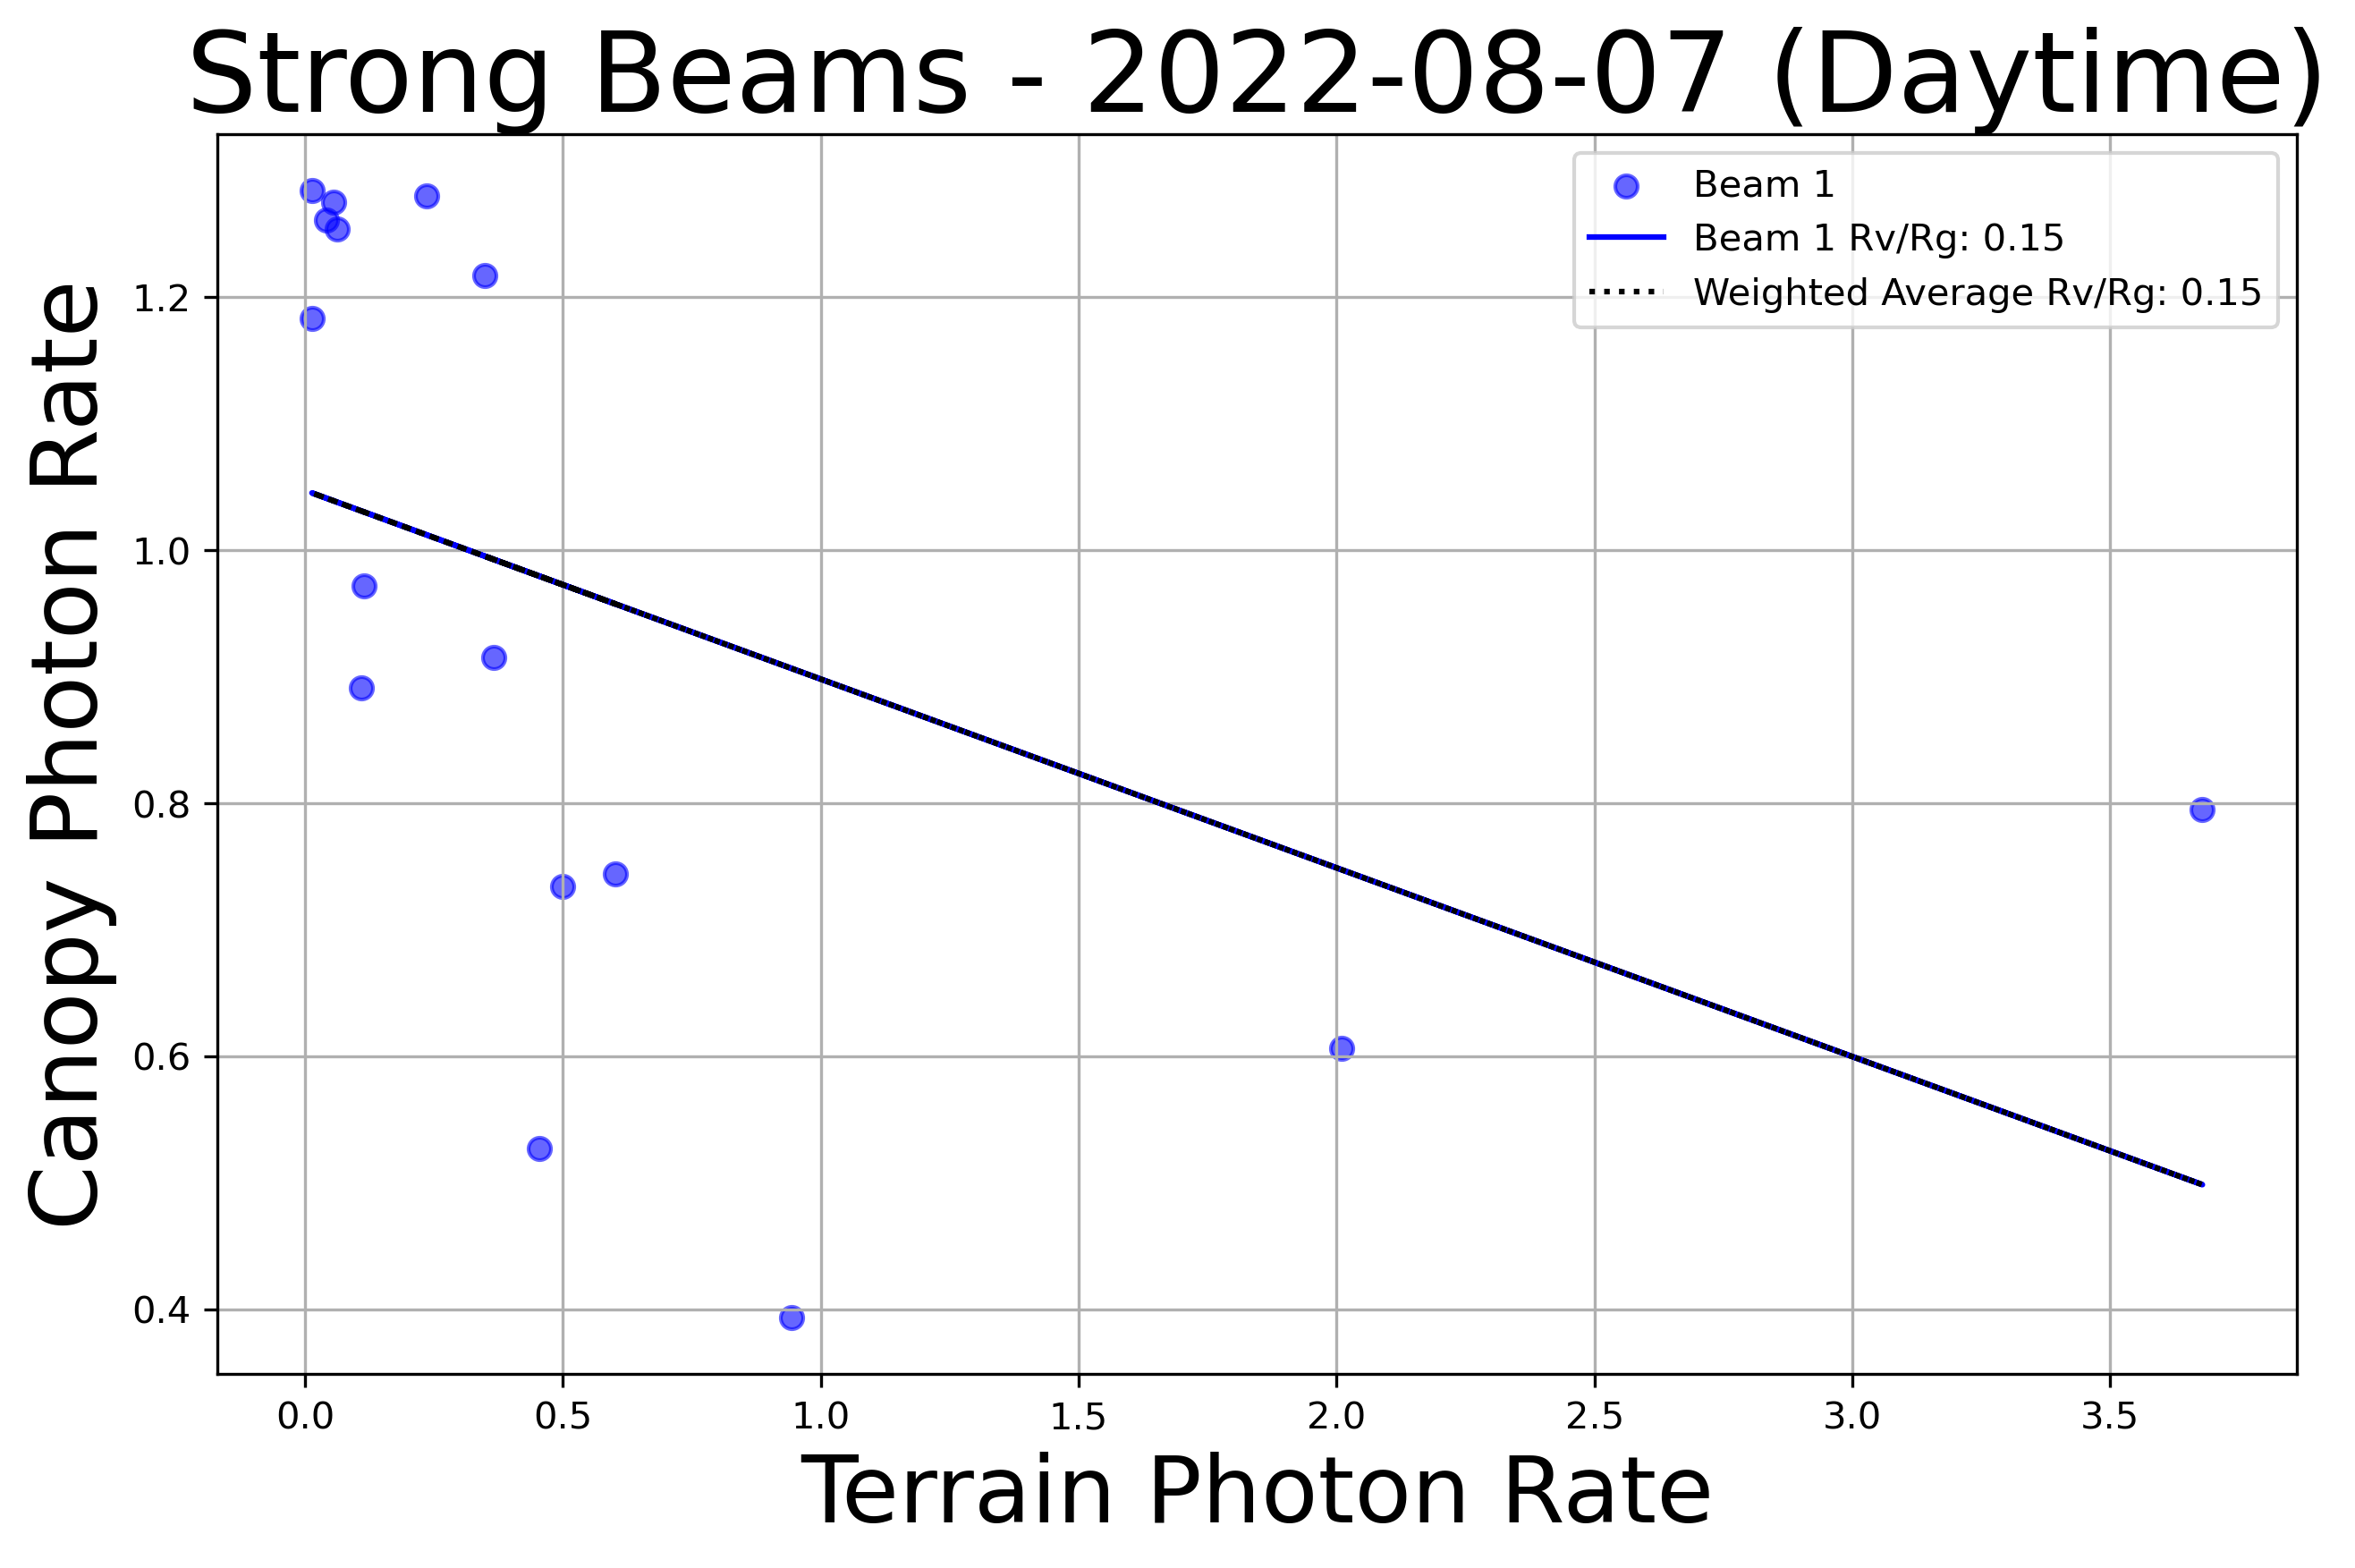 Strong Beams - 2022-08-07 (Daytime)
Beam 1
Beam 1 Rv/Rg: 0.15
Weighted Average Rv/Rg: 0.15
Canopy Photon Rate
1.2
1.0
0.8
0.6
0.4
0.0 0.5 1.0 1.5 2.0 2.5 3.0 3.5
Terrain Photon Rate